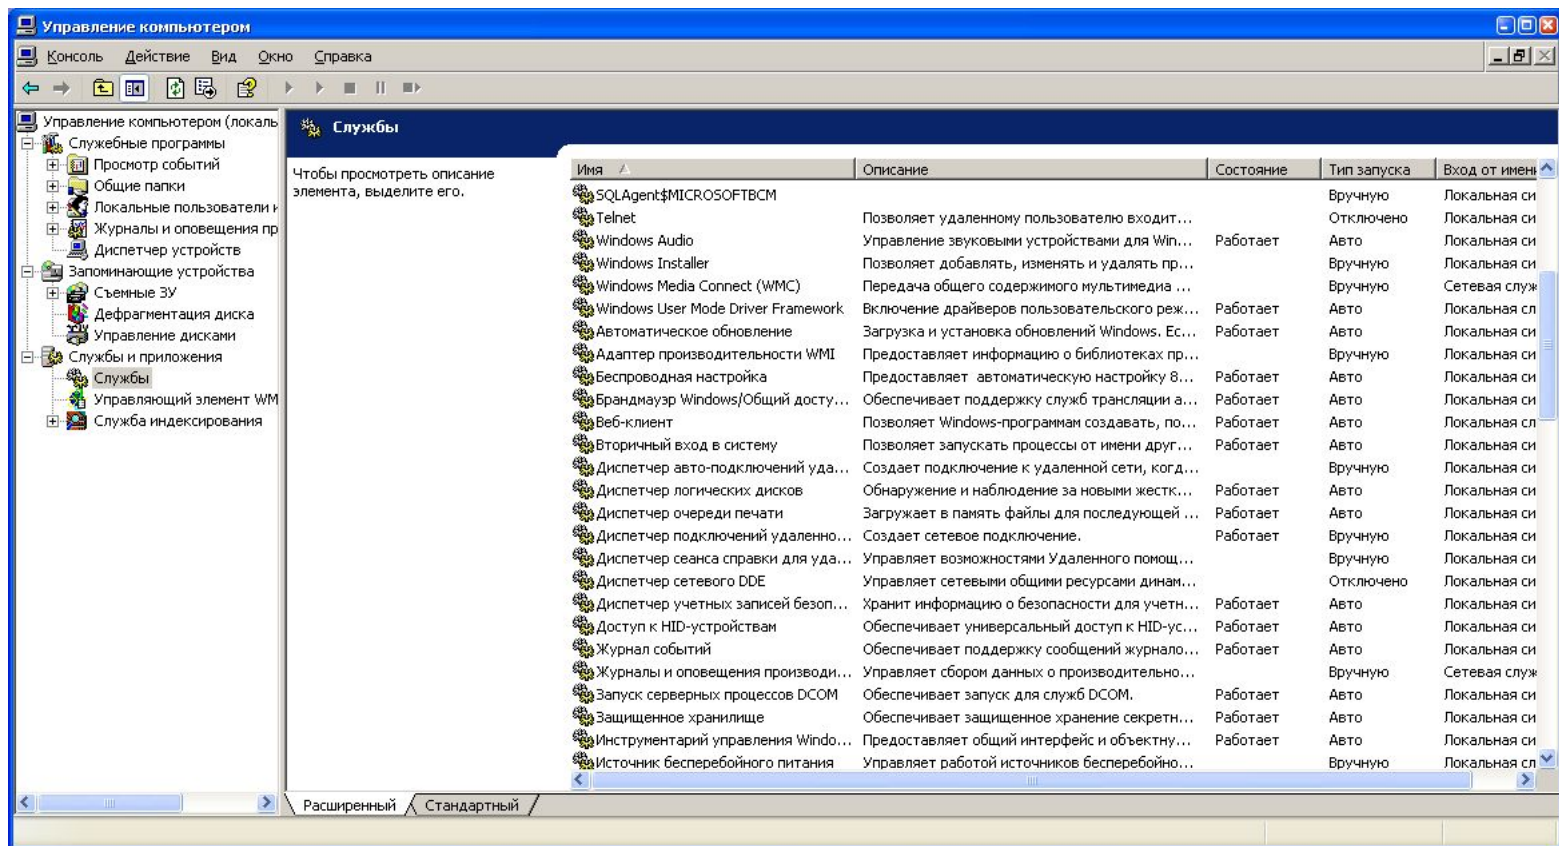 Управление компьютером
Консоль Действие Вид Окно Справка
Управление компьютером (локаль
Служебные программы
Просмотр событий
Общие папки
Локальные пользователи и
Журналы и оповещения пр
Диспетчер устройств
Запоминающие устройства
Съемные ЗУ
Дефрагментация диска
Управление дисками
Службы и приложения
Службы
Управляющий элемент WM
Служба индексирования
Службы
Чтобы просмотреть описание
элемента, выделите его.
Имя Описание Состояние Тип запуска Вход от имени
SQLAgent$MICROSOFTBCM Вручную Локальная си
Telnet Позволяет удаленному пользователю входит... Отключено Локальная си
Windows Audio Управление звуковыми устройствами для Win... Работает Авто Локальная си
Windows Installer Позволяет добавлять, изменять и удалять пр... Вручную Локальная си
Windows Media Connect (WMC) Передача общего содержимого мультимедиа ... Вручную Сетевая служ
Windows User Mode Driver Framework Включение драйверов пользовательского реж... Работает Авто Локальная сл
Автоматическое обновление Загрузка и установка обновлений Windows. Ес... Работает Авто Локальная си
Адаптер производительности WMI Предоставляет информацию о библиотеках пр... Вручную Локальная си
Беспроводная настройка Предоставляет автоматическую настройку 8... Работает Авто Локальная си
Брандмауэр Windows/Общий досту... Обеспечивает поддержку служб трансляции а... Работает Авто Локальная си
Веб-клиент Позволяет Windows-программам создавать, по... Работает Авто Локальная сл
Вторичный вход в систему Позволяет запускать процессы от имени друг... Работает Авто Локальная си
Диспетчер авто-подключений уда... Создает подключение к удаленной сети, когд... Вручную Локальная си
Диспетчер логических дисков Обнаружение и наблюдение за новыми жестк... Работает Авто Локальная си
Диспетчер очереди печати Загружает в память файлы для последующей ... Работает Авто Локальная си
Диспетчер подключений удаленно... Создает сетевое подключение. Работает Вручную Локальная си
Диспетчер сеанса справки для уда... Управляет возможностями Удаленного помощ... Вручную Локальная си
Диспетчер сетевого DDE Управляет сетевыми общими ресурсами динам... Отключено Локальная си
Диспетчер учетных записей безоп... Хранит информацию о безопасности для учетн... Работает Авто Локальная си
Доступ к HID-устройствам Обеспечивает универсальный доступ к HID-ус... Работает Авто Локальная си
Журнал событий Обеспечивает поддержку сообщений журнало... Работает Авто Локальная си
Журналы и оповещения производи... Управляет сбором данных о производительно... Вручную Сетевая служ
Запуск серверных процессов DCOM Обеспечивает запуск для служб DCOM. Работает Авто Локальная си
Защищенное хранилище Обеспечивает защищенное хранение секретн... Работает Авто Локальная си
Инструментарий управления Windo... Предоставляет общий интерфейс и объектну... Работает Авто Локальная си
Источник бесперебойного питания Управляет работой источников бесперебойно... Вручную Локальная сл
Расширенный Стандартный